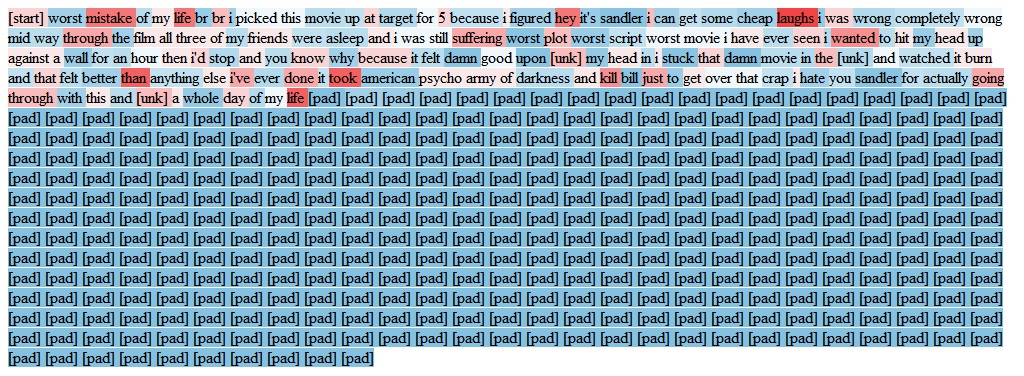 [start] worst mistake of my life br br i picked this movie up at target for 5 because i figured hey it's sandler i can get some cheap laughs i was wrong completely wrong
mid way through the film all three of my friends were asleep and i was still suffering worst plot worst script worst movie i have ever seen i wanted to hit my head up
against a wall for an hour then i'd stop and you know why because it felt damn good upon [unk] my head in i stuck that damn movie in the [unk] and watched it burn
and that felt better than anything else i've ever done it took american psycho army of darkness and kill bill just to get over that crap i hate you sandler for actually going
through with this and [unk] a whole day of my life [pad] [pad] [pad] [pad] [pad] [pad] [pad] [pad] [pad] [pad] [pad] [pad] [pad] [pad] [pad] [pad] [pad] [pad] [pad]
[pad] [pad] [pad] [pad] [pad] [pad] [pad] [pad] [pad] [pad] [pad] [pad] [pad] [pad] [pad] [pad] [pad] [pad] [pad] [pad] [pad] [pad] [pad] [pad] [pad] [pad] [pad]
[pad] [pad] [pad] [pad] [pad] [pad] [pad] [pad] [pad] [pad] [pad] [pad] [pad] [pad] [pad] [pad] [pad] [pad] [pad] [pad] [pad] [pad] [pad] [pad] [pad] [pad] [pad]
[pad] [pad] [pad] [pad] [pad] [pad] [pad] [pad] [pad] [pad] [pad] [pad] [pad] [pad] [pad] [pad] [pad] [pad] [pad] [pad] [pad] [pad] [pad] [pad] [pad] [pad] [pad]
[pad] [pad] [pad] [pad] [pad] [pad] [pad] [pad] [pad] [pad] [pad] [pad] [pad] [pad] [pad] [pad] [pad] [pad] [pad] [pad] [pad] [pad] [pad] [pad] [pad] [pad] [pad]
[pad] [pad] [pad] [pad] [pad] [pad] [pad] [pad] [pad] [pad] [pad] [pad] [pad] [pad] [pad] [pad] [pad] [pad] [pad] [pad] [pad] [pad] [pad] [pad] [pad] [pad] [pad]
[pad] [pad] [pad] [pad] [pad] [pad] [pad] [pad] [pad] [pad] [pad] [pad] [pad] [pad] [pad] [pad] [pad] [pad] [pad] [pad] [pad] [pad] [pad] [pad] [pad] [pad] [pad]
[pad] [pad] [pad] [pad] [pad] [pad] [pad] [pad] [pad] [pad] [pad] [pad] [pad] [pad] [pad] [pad] [pad] [pad] [pad] [pad] [pad] [pad] [pad] [pad] [pad] [pad] [pad]
[pad] [pad] [pad] [pad] [pad] [pad] [pad] [pad] [pad] [pad] [pad] [pad] [pad] [pad] [pad] [pad] [pad] [pad] [pad] [pad] [pad] [pad] [pad] [pad] [pad] [pad] [pad]
[pad] [pad] [pad] [pad] [pad] [pad] [pad] [pad] [pad] [pad] [pad] [pad] [pad] [pad] [pad] [pad] [pad] [pad] [pad] [pad] [pad] [pad] [pad] [pad] [pad] [pad] [pad]
[pad] [pad] [pad] [pad] [pad] [pad] [pad] [pad] [pad] [pad] [pad] [pad] [pad] [pad] [pad] [pad] [pad] [pad] [pad] [pad] [pad] [pad] [pad] [pad] [pad] [pad] [pad]
[pad] [pad] [pad] [pad] [pad] [pad] [pad] [pad] [pad] [pad] [pad] [pad] [pad] [pad] [pad] [pad] [pad] [pad] [pad] [pad] [pad] [pad] [pad] [pad] [pad] [pad] [pad]
[pad] [pad] [pad] [pad] [pad] [pad] [pad] [pad] [pad] [pad] [pad] [pad] [pad] [pad] [pad] [pad] [pad] [pad] [pad] [pad] [pad] [pad] [pad] [pad] [pad] [pad] [pad]
[pad] [pad] [pad] [pad] [pad] [pad] [pad] [pad] [pad] [pad]